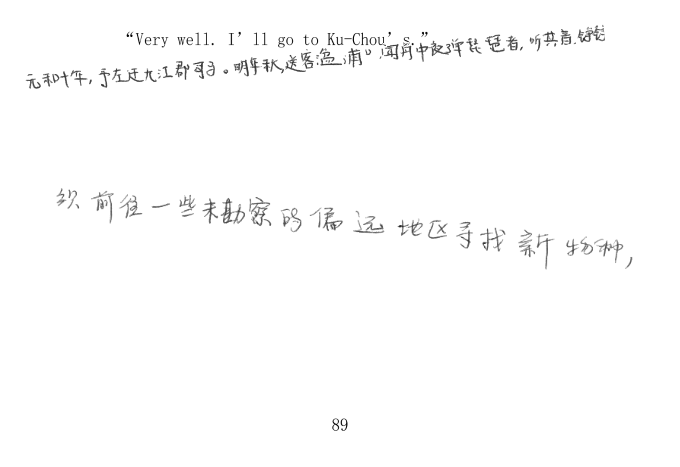 “Very well. I’ll go to Ku-Chou’s.”
元和十年,予左迁九江郡司马。明年秋,送客湓浦口,闻舟中夜弹琵琶者,听其音,铮铮
织前往一些未勘察的偏远地区寻找新物种,
89